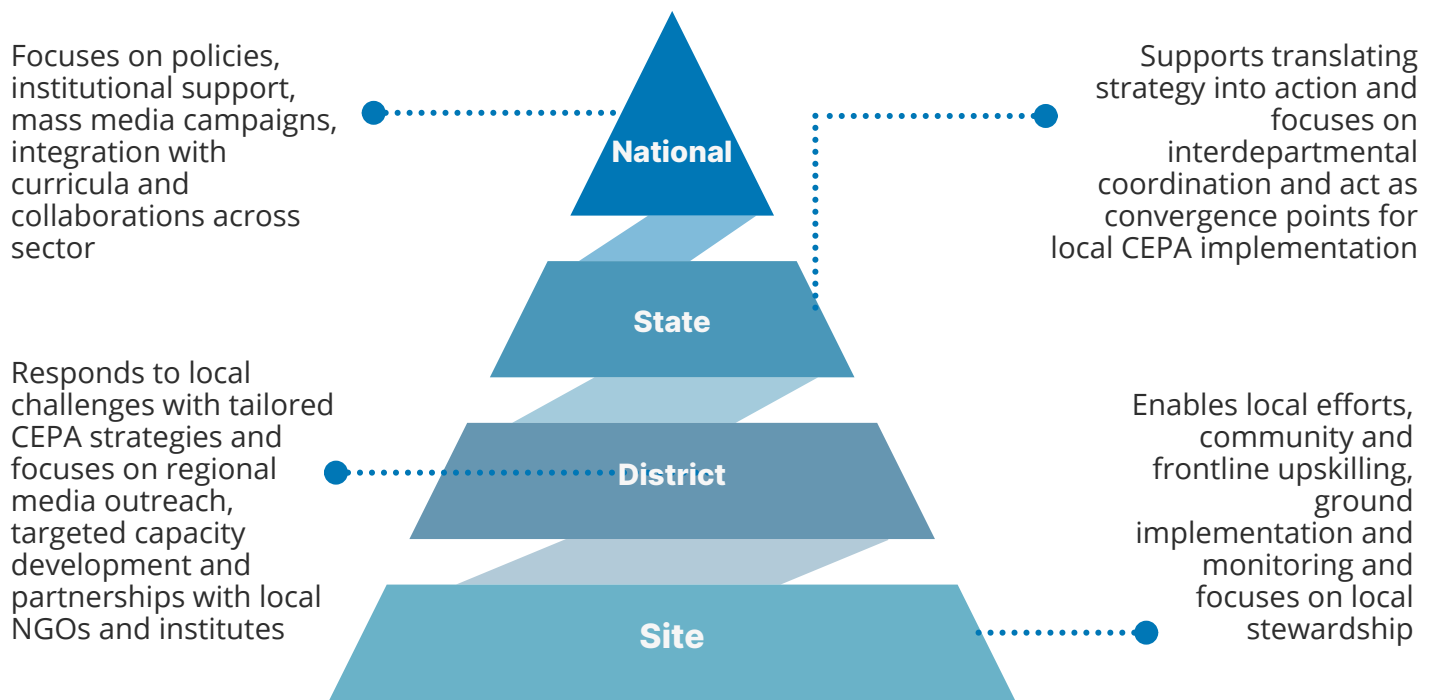 Focuses on policies,
institutional support,
mass media campaigns,
integration with
curricula and
collaborations across
sector
National
Supports translating
strategy into action and
focuses on
interdepartmental
coordination and act as
convergence points for
local CEPA implementation
State
Responds to local
challenges with tailored
CEPA strategies and
focuses on regional
media outreach,
targeted capacity
development and
partnerships with local
NGOs and institutes
District
Enables local efforts,
community and
frontline upskilling,
ground
implementation and
monitoring and
focuses on local
stewardship
Site